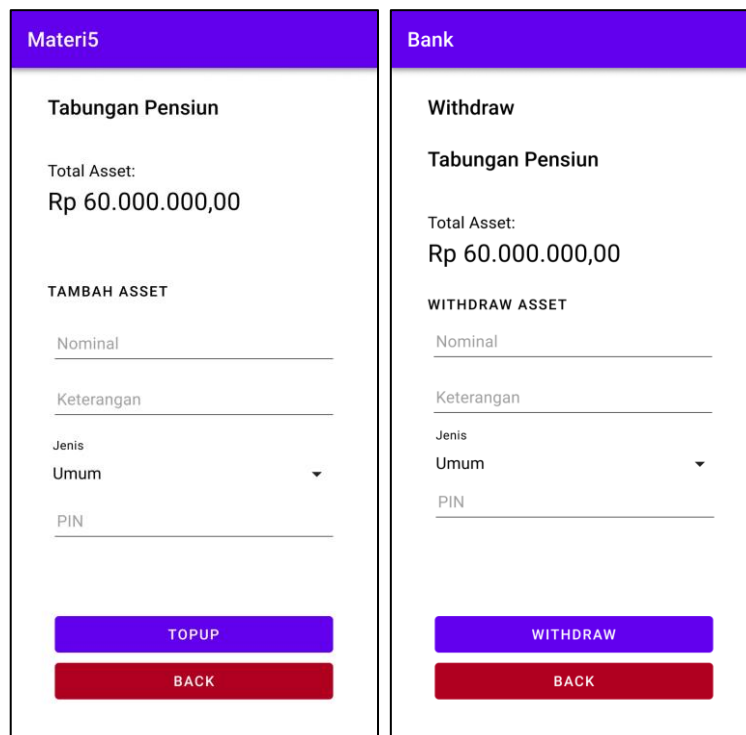 Materi5
Tabungan Pensiun
Total Asset:
Rp 60.000.000,00
TAMBAH ASSET
Nominal
Keterangan
Jenis
Umum
PIN
TOPUP
BACK
Bank
Withdraw
Tabungan Pensiun
Total Asset:
Rp 60.000.000,00
WITHDRAW ASSET
Nominal
Keterangan
Jenis
Umum
PIN
WITHDRAW
BACK